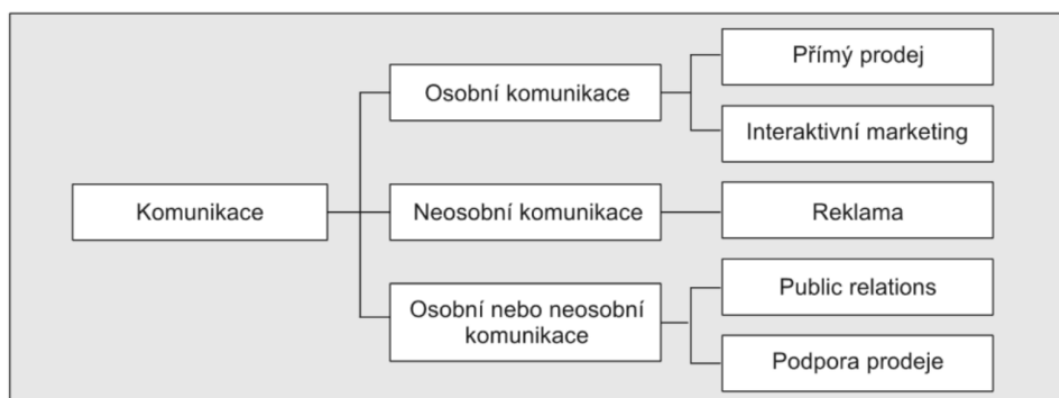 Komunikace
Osobní komunikace
Přímý prodej
Interaktivní marketing
Neosobní komunikace
Reklama
Osobní nebo neosobní
komunikace
Public relations
Podpora prodeje